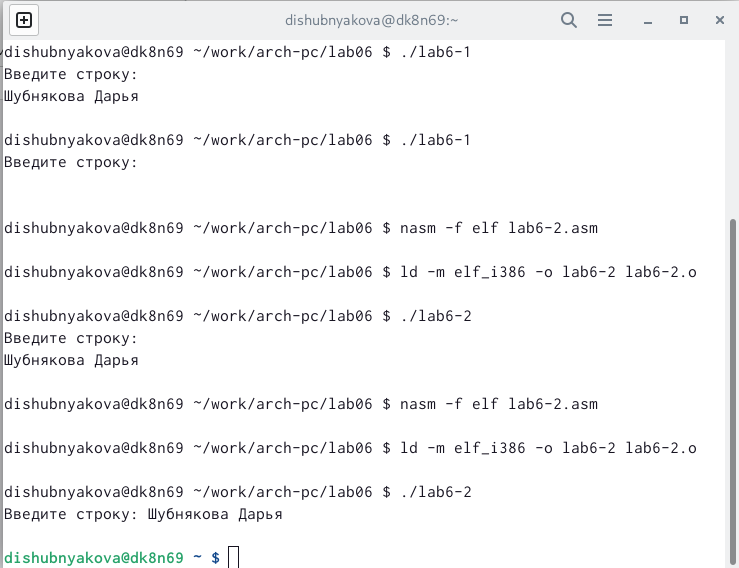 dishubnyakova@dk8n69:~
dishubnyakova@dk8n69 ~/work/arch-pc/lab06 $ ./lab6-1
Введите строку:
Шубнякова Дарья
dishubnyakova@dk8n69 ~/work/arch-pc/lab06 $ ./lab6-1
Введите строку:
dishubnyakova@dk8n69 ~/work/arch-pc/lab06 $ nasm -f elf lab6-2.asm
dishubnyakova@dk8n69 ~/work/arch-pc/lab06 $ ld -m elf_i386 -o lab6-2 lab6-2.o
dishubnyakova@dk8n69 ~/work/arch-pc/lab06 $ ./lab6-2
Введите строку:
Шубнякова Дарья
dishubnyakova@dk8n69 ~/work/arch-pc/lab06 $ nasm -f elf lab6-2.asm
dishubnyakova@dk8n69 ~/work/arch-pc/lab06 $ ld -m elf_i386 -o lab6-2 lab6-2.o
dishubnyakova@dk8n69 ~/work/arch-pc/lab06 $ ./lab6-2
Введите строку: Шубнякова Дарья
dishubnyakova@dk8n69 ~ $